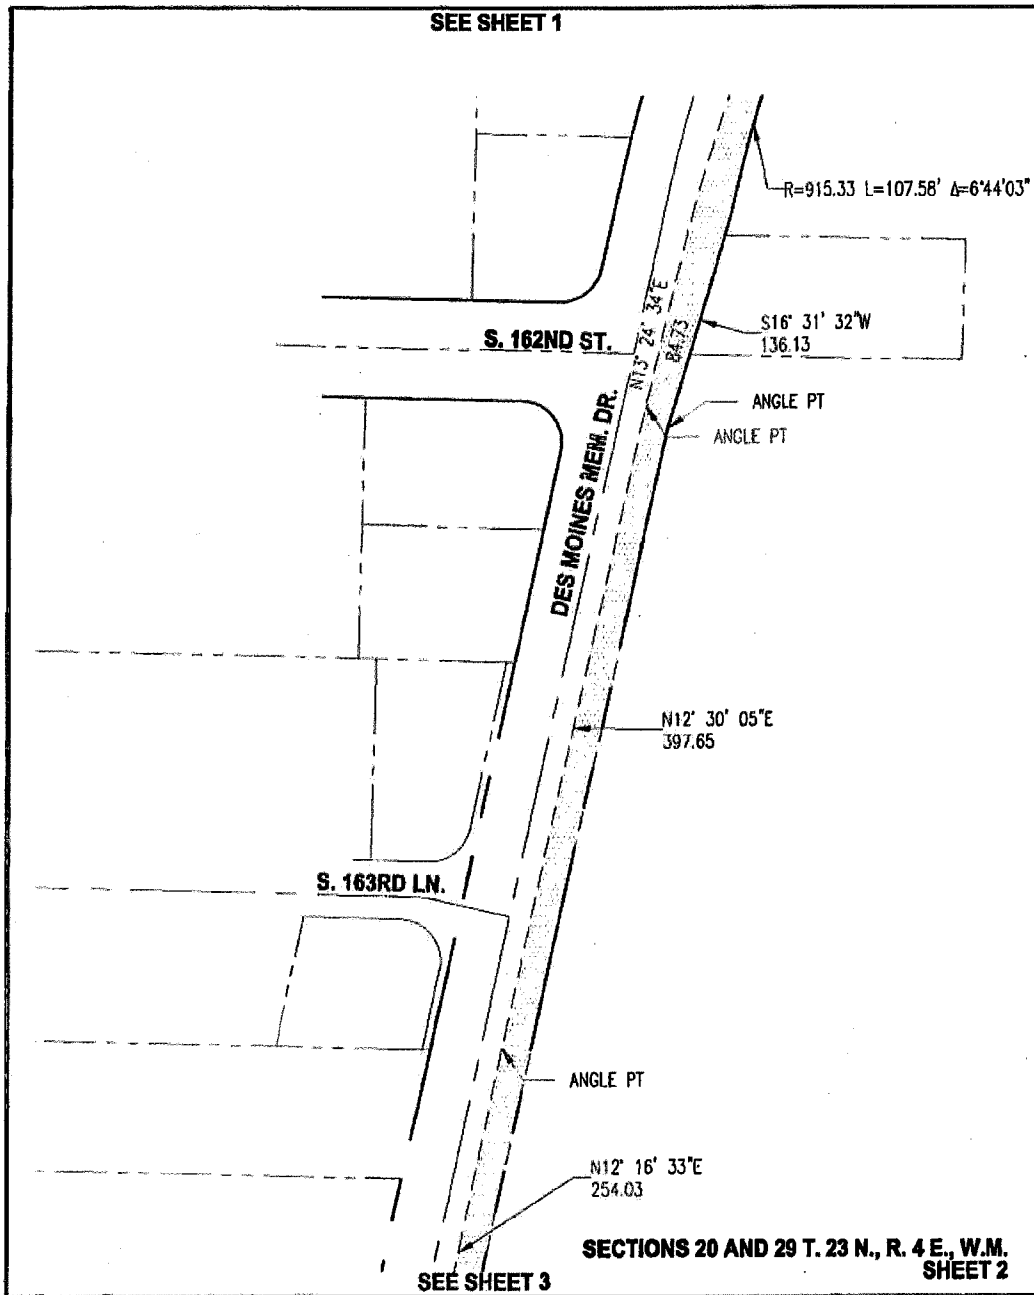 SEE SHEET 1
R=915.33 L=107.58' Δ=6°44'03"
S16° 31' 32"W
136.13
N13° 24' 34"E
84.73
S. 162ND ST.
ANGLE PT
ANGLE PT
DES MOINES MEM. DR.
N12° 30' 05"E
397.65
S. 163RD LN.
ANGLE PT
N12° 16' 33"E
254.03
SECTIONS 20 AND 29 T. 23 N., R. 4 E., W.M.
SHEET 2
SEE SHEET 3